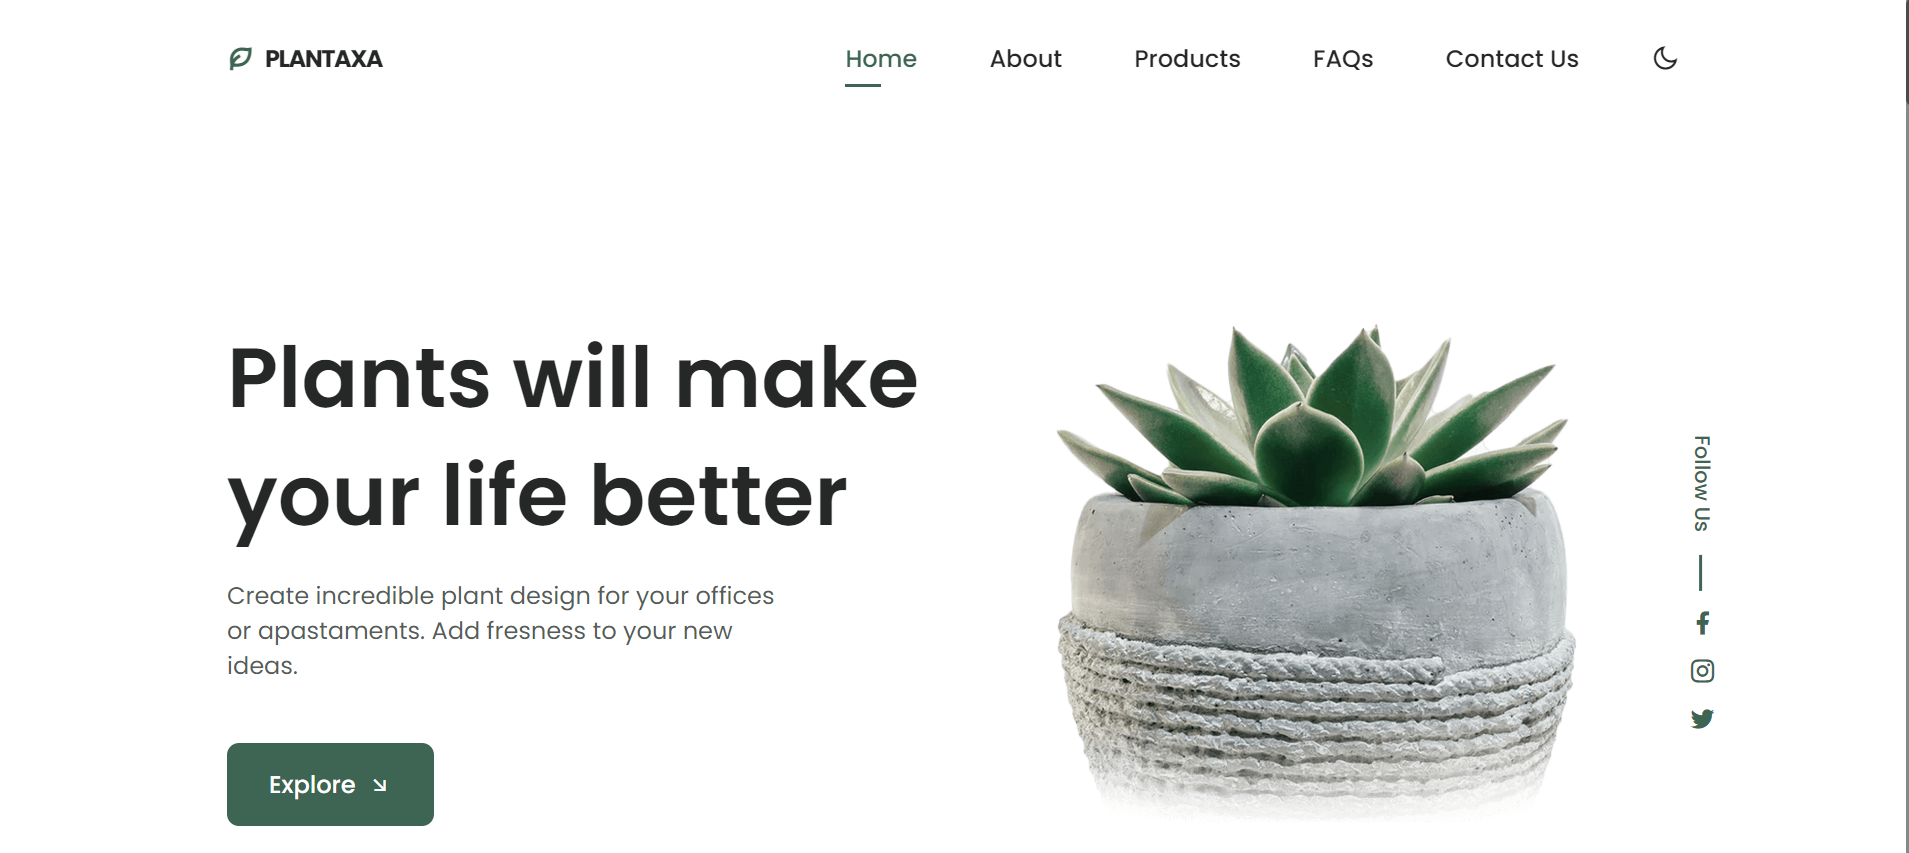 PLANTAXA
Home
About
Products
FAQs
Contact Us
Plants will make
your life better
Create incredible plant design for your offices
or apastaments. Add fresness to your new
ideas.
Explore
Follow Us